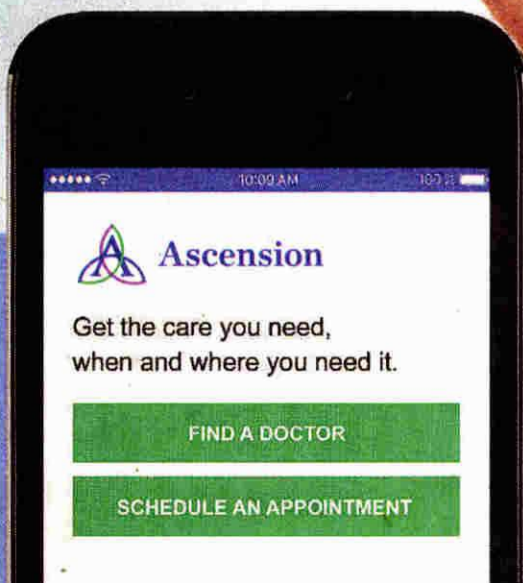 10:09 AM
Ascension
Get the care you need,
when and where you need it.
FIND A DOCTOR
SCHEDULE AN APPOINTMENT